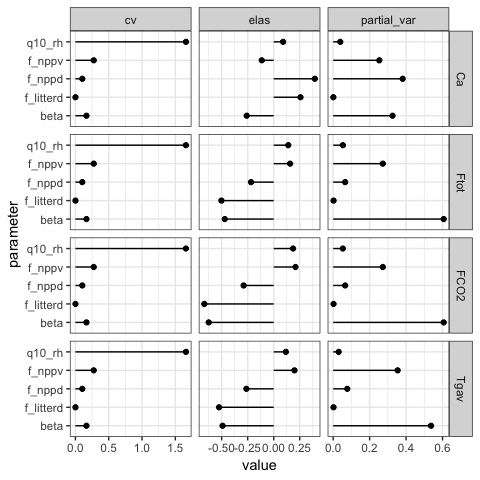 cv elas partial_var
parameter
q10_rh
f_nppv
f_nppd
f_litterd
beta
Ca
q10_rh
f_nppv
f_nppd
f_litterd
beta
Ftot
q10_rh
f_nppv
f_nppd
f_litterd
beta
FCO2
q10_rh
f_nppv
f_nppd
f_litterd
beta
Tgav
0.0 0.5 1.0 1.5 -0.50 -0.25 0.00 0.25 0.0 0.2 0.4 0.6
value